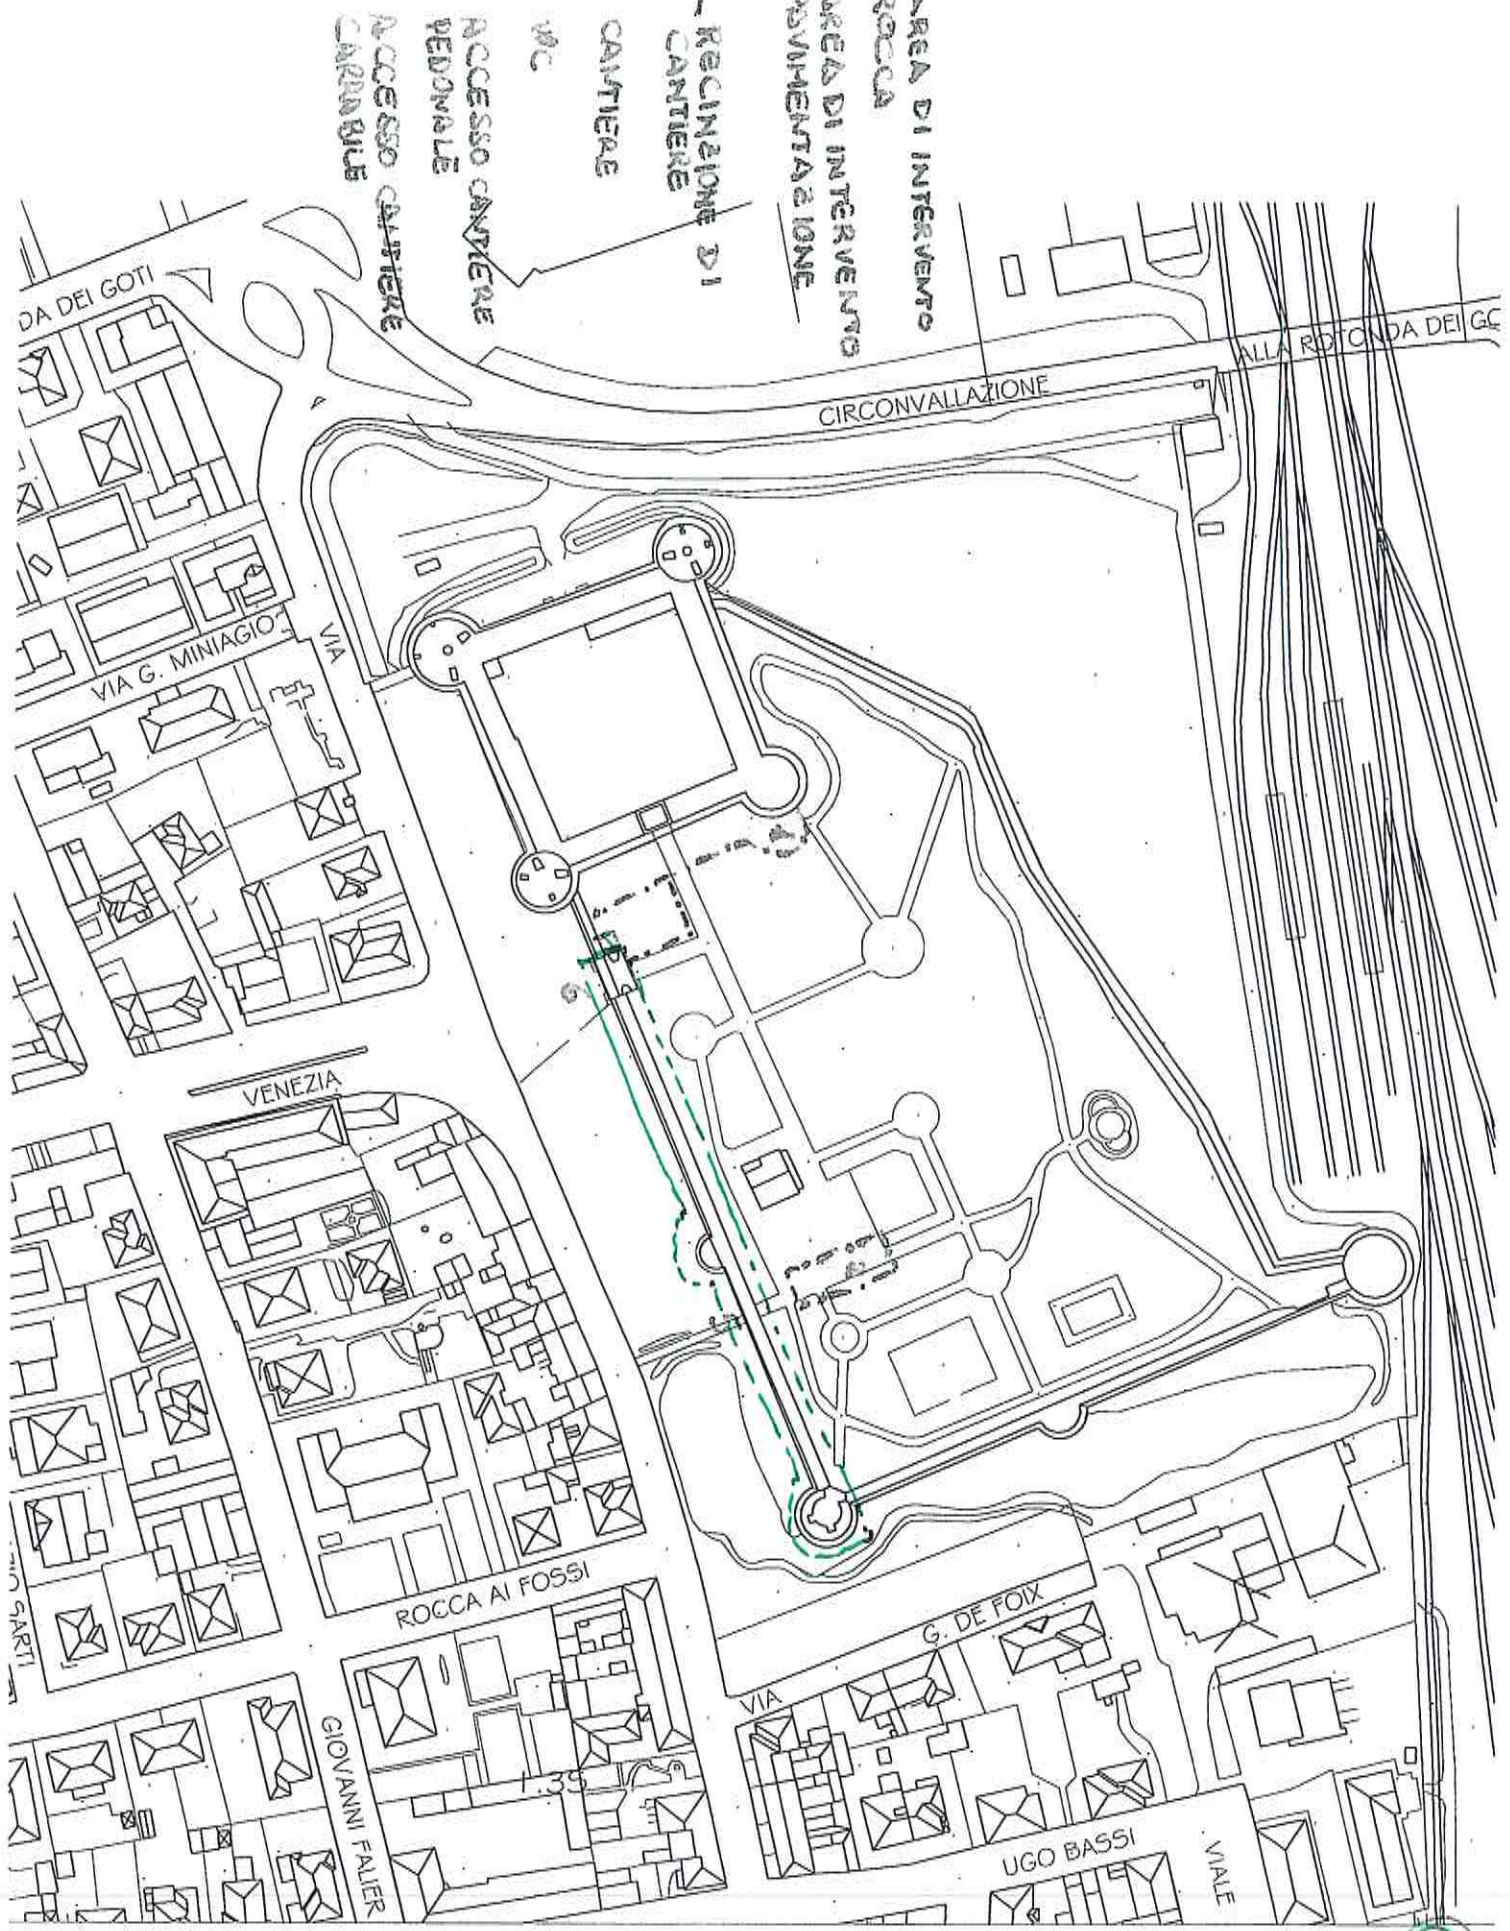 AREA DI INTERVENTO
ROCCA
AREA DI INTERVENTO
PAVIMENTAZIONE
RECINZIONE DI
CANTIERE
CANTIERE
WC
ACCESSO CANTIERE
PEDONALE
ACCESSO CANTIERE
CARRABILE
DA DEI GOTI
ALLA ROTONDA DEI GO
CIRCONVALLAZIONE
VIA G. MINIAGIO
VIA
VENEZIA
ROCCA AI FOSSI
G. DE FOIX
VIA
SARTI
GIOVANNI FALIER
1.35
UGO BASSI
VIALE